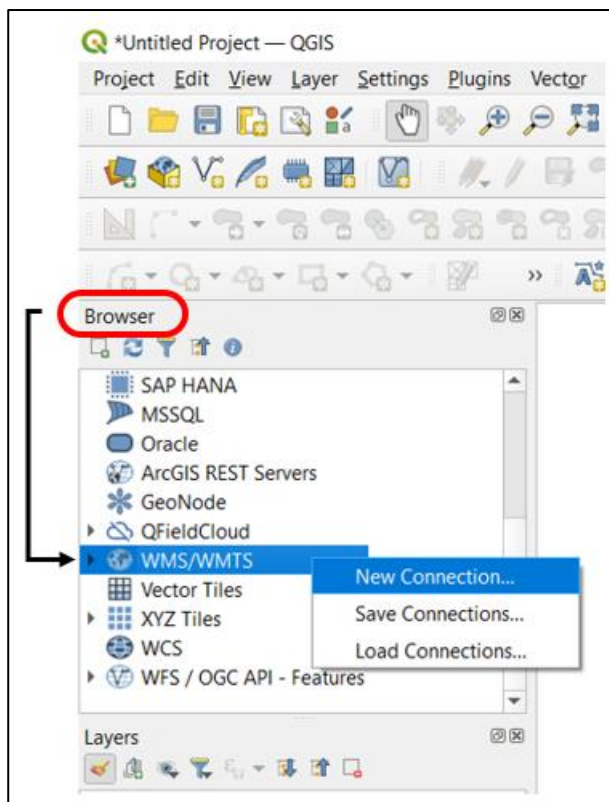 *Untitled Project — QGIS
Project Edit View Layer Settings Plugins Vector
a
»
Browser
SAP HANA
MSSQL
Oracle
ArcGIS REST Servers
GeoNode
QFieldCloud
WMS/WMTS
New Connection...
Vector Tiles
Save Connections...
XYZ Tiles
WCS
Load Connections...
WFS / OGC API - Features
Layers